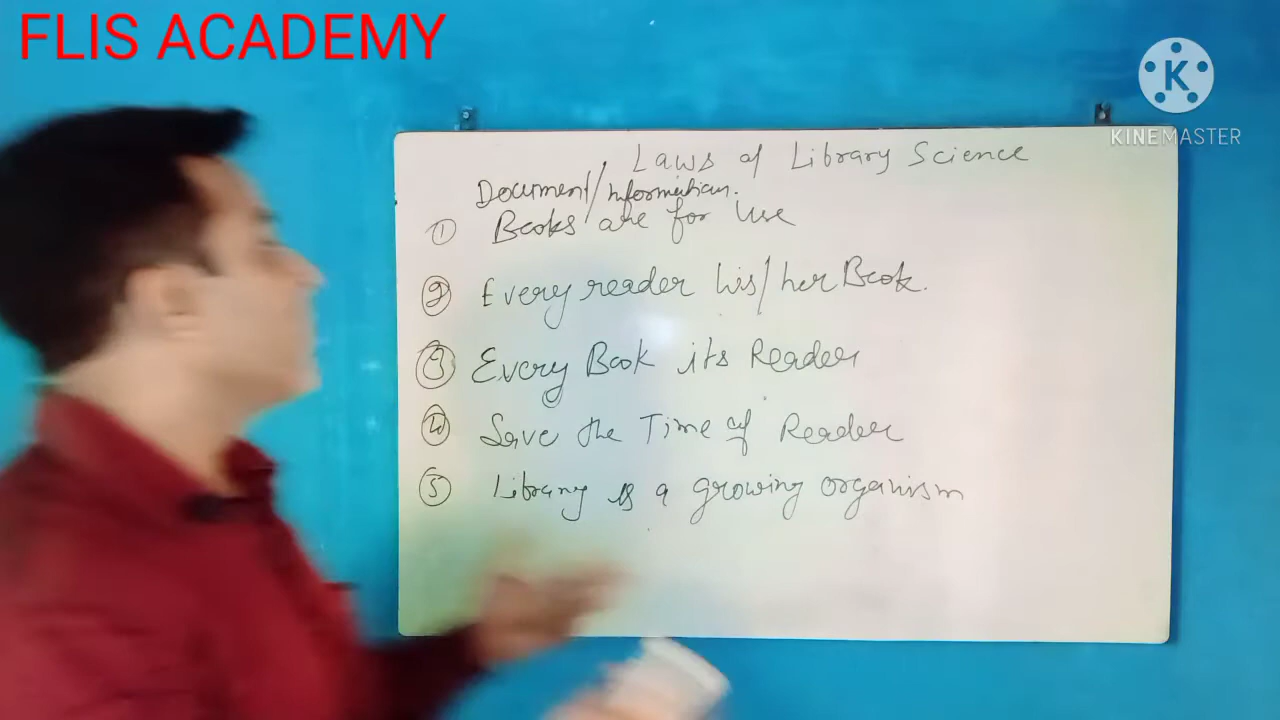 FLIS ACADEMY
K
KINEMASTER
Laws of Library Science
Document/Information.
① Books are for Use
② Every reader his/her Book.
③ Every Book its Reader
④ Save the Time of Reader
⑤ Library is a growing organism